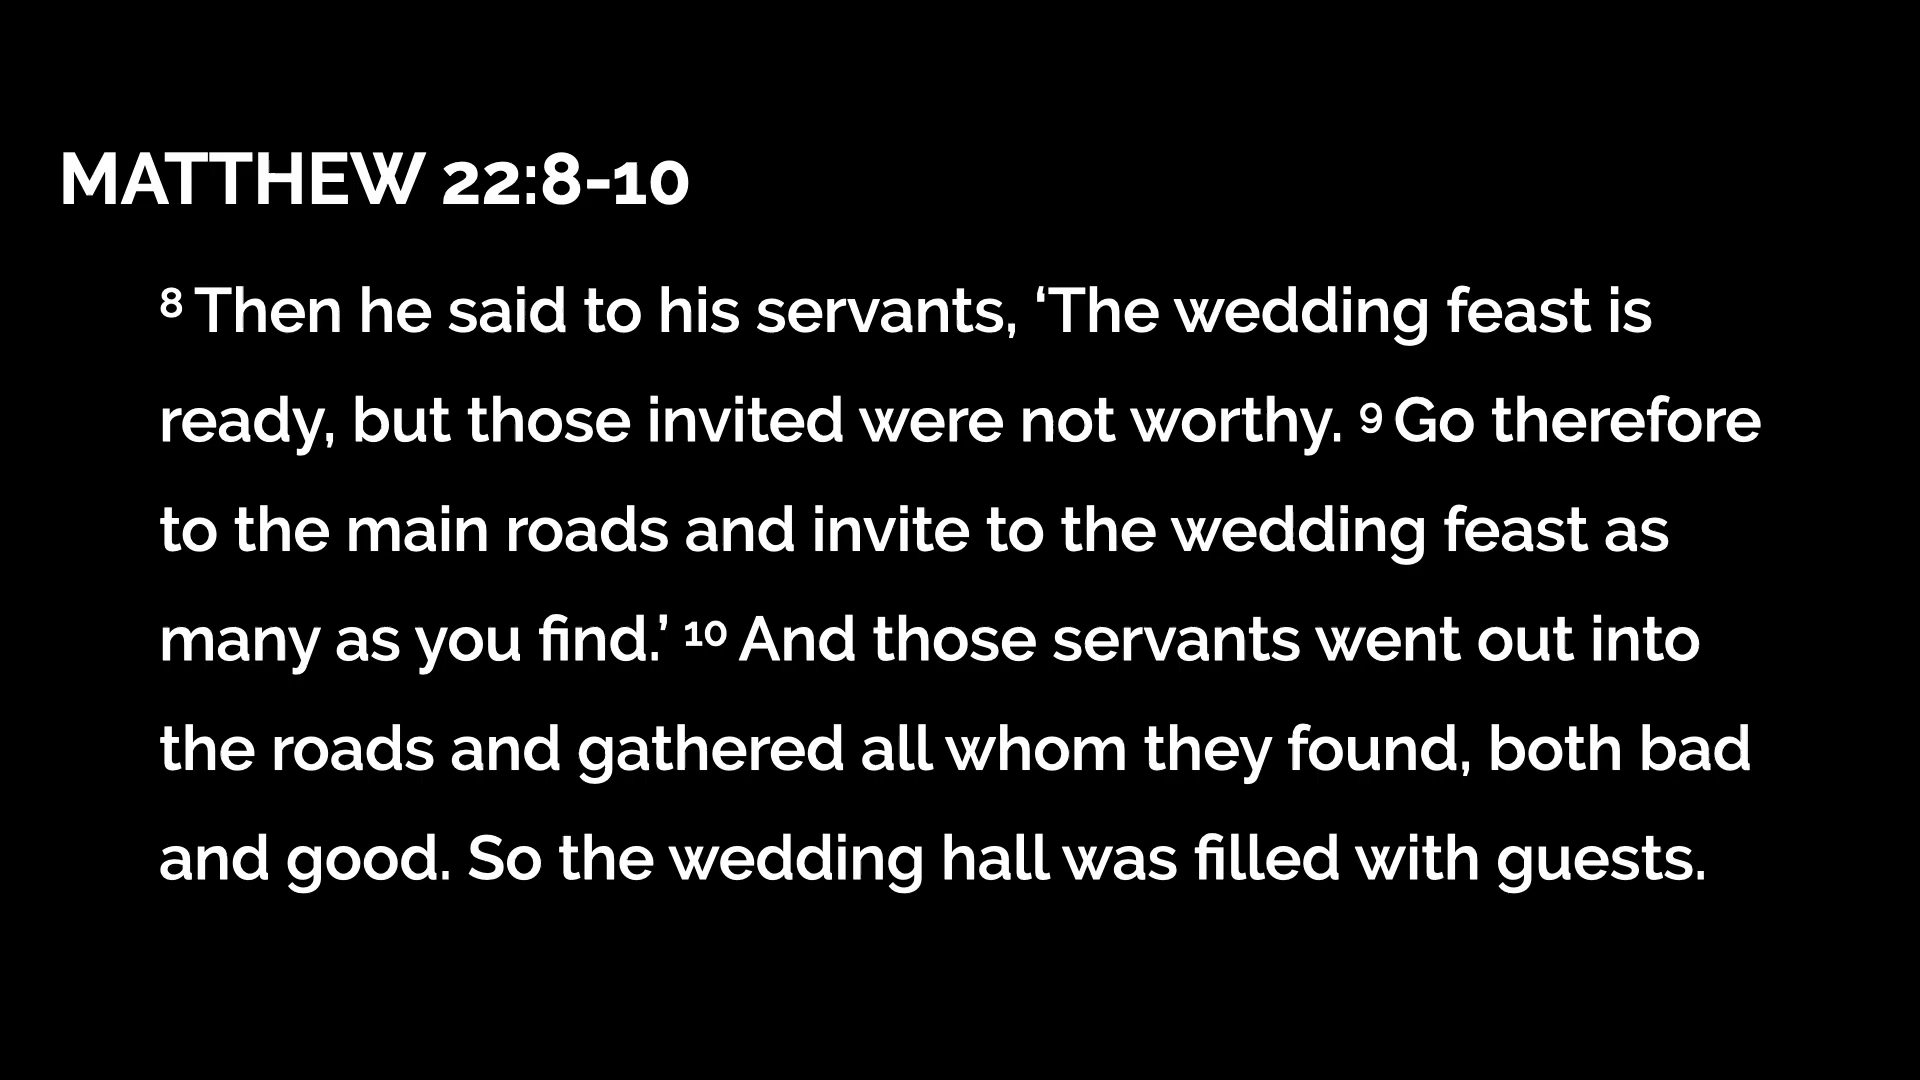 MATTHEW 22:8-10
8 Then he said to his servants, ‘The wedding feast is
ready, but those invited were not worthy. 9 Go therefore
to the main roads and invite to the wedding feast as
many as you find.’ 10 And those servants went out into
the roads and gathered all whom they found, both bad
and good. So the wedding hall was filled with guests.